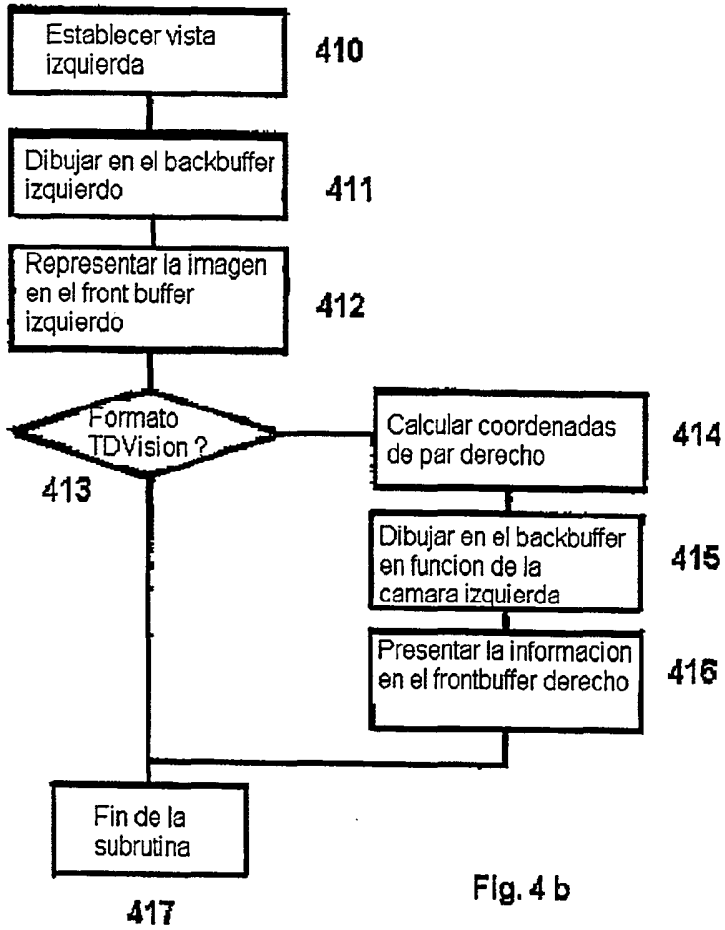 Establecer vista
izquierda
410
Dibujar en el backbuffer
izquierdo
411
Representar la imagen
en el front buffer
izquierdo
412
Formato
TDVision ?
413
Calcular coordenadas
de par derecho
414
Dibujar en el backbuffer
en funcion de la
camara izquierda
415
Presentar la informacion
en el frontbuffer derecho
416
Fin de la
subrutina
417
Fig. 4 b